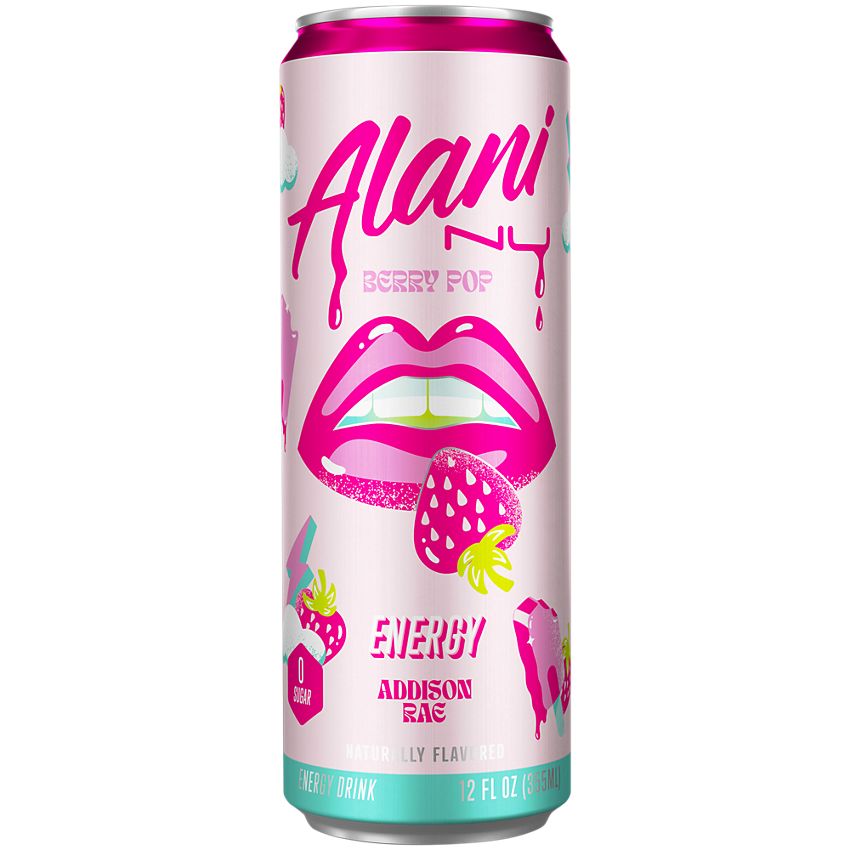 Alani
NU
BERRY POP
ENERGY
ADDISON
RAE
0
SUGAR
NATURALLY FLAVORED
ENERGY DRINK
12 FL OZ (355ML)